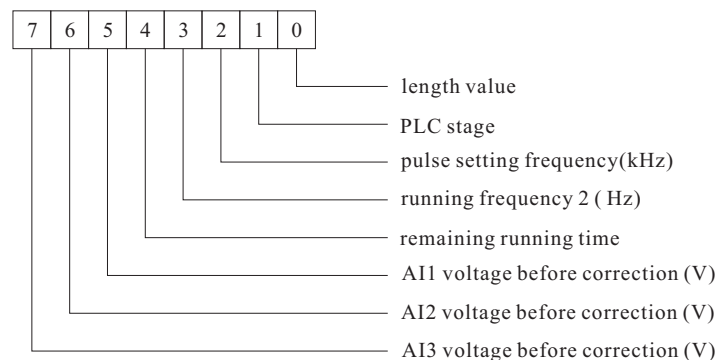 7 6 5 4 3 2 1 0
length value
PLC stage
pulse setting frequency(kHz)
running frequency 2 ( Hz)
remaining running time
AI1 voltage before correction (V)
AI2 voltage before correction (V)
AI3 voltage before correction (V)